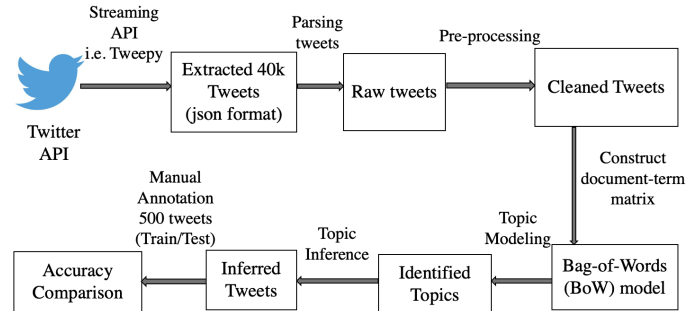 Streaming
API
i.e. Tweepy
Twitter
API
Extracted 40k
Tweets
(json format)
Parsing
tweets
Raw tweets
Pre-processing
Cleaned Tweets
Construct
document-term
matrix
Bag-of-Words
(BoW) model
Topic
Modeling
Identified
Topics
Topic
Inference
Inferred
Tweets
Manual
Annotation
500 tweets
(Train/Test)
Accuracy
Comparison